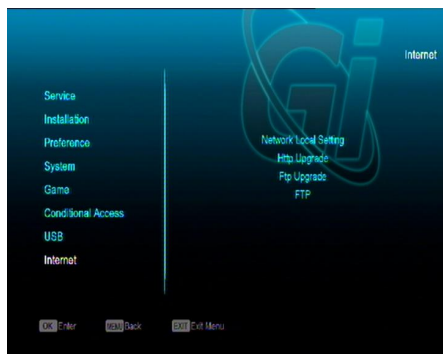 Internet
Service
Installation
Preference
System
Game
Conditional Access
USB
Internet
Network Local Setting
Http Upgrade
Ftp Upgrade
FTP
OK Enter MENU Back EXIT Exit Menu
Gi